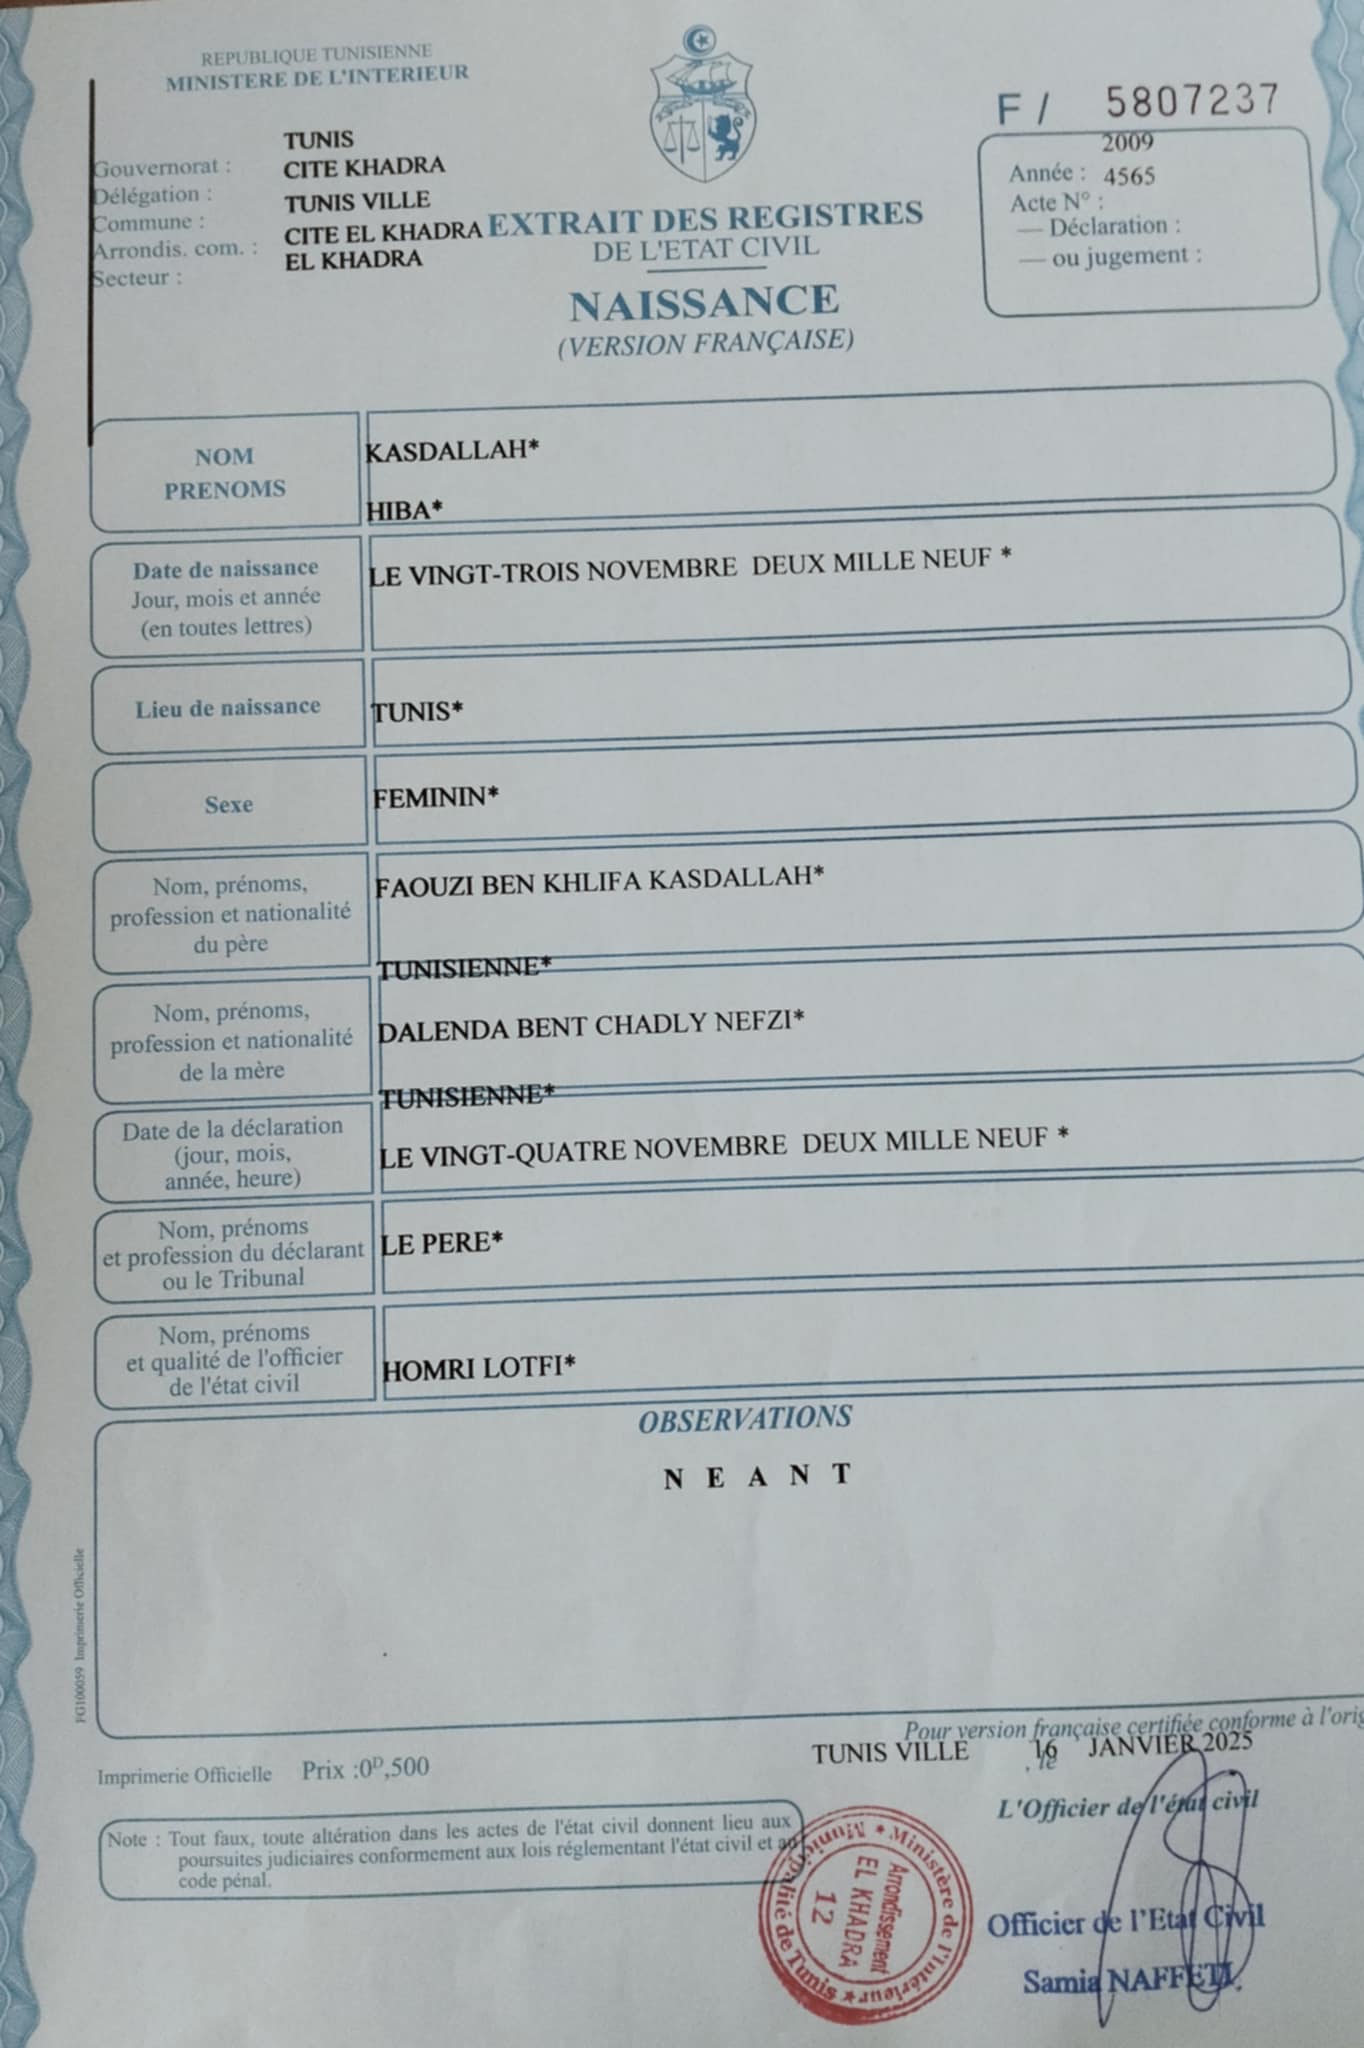 REPUBLIQUE TUNISIENNE
MINISTERE DE L'INTERIEUR
F / 5807237
Gouvernorat : TUNIS
Délégation : CITE KHADRA
Commune : TUNIS VILLE
Arrondis. com. : CITE EL KHADRA
Secteur : EL KHADRA
2009
Année : 4565
Acte N° :
— Déclaration :
— ou jugement :
EXTRAIT DES REGISTRES
DE L'ETAT CIVIL
NAISSANCE
(VERSION FRANÇAISE)
NOM
PRENOMS
KASDALLAH*
HIBA*
Date de naissance
Jour, mois et année
(en toutes lettres)
LE VINGT-TROIS NOVEMBRE DEUX MILLE NEUF *
Lieu de naissance
TUNIS*
Sexe
FEMININ*
Nom, prénoms,
profession et nationalité
du père
FAOUZI BEN KHLIFA KASDALLAH*
TUNISIENNE*
Nom, prénoms,
profession et nationalité
de la mère
DALENDA BENT CHADLY NEFZI*
TUNISIENNE*
Date de la déclaration
(jour, mois,
année, heure)
LE VINGT-QUATRE NOVEMBRE DEUX MILLE NEUF *
Nom, prénoms
et profession du déclarant
ou le Tribunal
LE PERE*
Nom, prénoms
et qualité de l'officier
de l'état civil
HOMRI LOTFI*
OBSERVATIONS
N E A N T
FG100059 Imprimerie Officielle
Pour version française certifiée conforme à l'orig
TUNIS VILLE , le 16 JANVIER 2025
Imprimerie Officielle Prix :0D,500
L'Officier de l'état civil
Note : Tout faux, toute altération dans les actes de l'état civil donnent lieu aux
poursuites judiciaires conformement aux lois réglementant l'état civil et au
code pénal.
* Ministère de l'Intérieur * Municipalité de Tunis
Arrondissement
EL KHADRA
12
Officier de l'Etat Civil
Samia NAFFETI